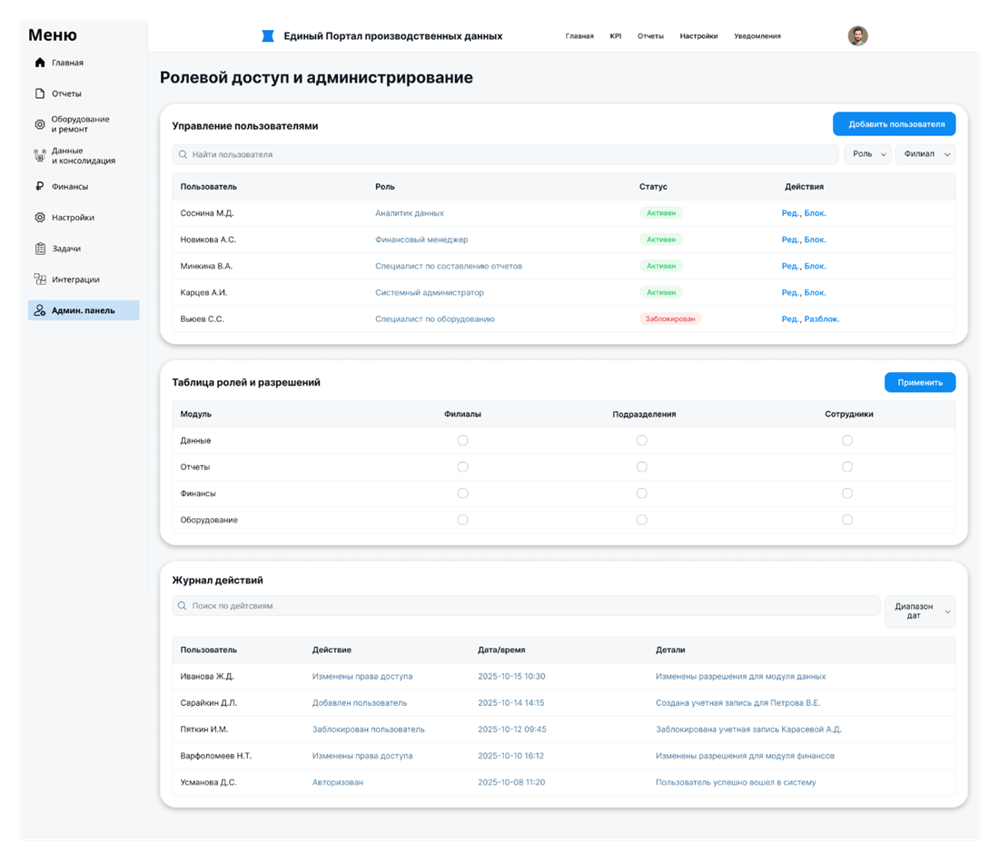 Меню
Единый Портал производственных данных Главная KPI Отчеты Настройки Уведомления
Главная
Отчеты
Оборудование
и ремонт
Данные
и консолидация
₽ Финансы
Настройки
Задачи
Интеграции
Админ. панель
Ролевой доступ и администрирование
Управление пользователями Добавить пользователя
Найти пользователя Роль Филиал
Пользователь Роль Статус Действия
Соснина М.Д. Аналитик данных Активен Ред., Блок.
Новикова А.С. Финансовый менеджер Активен Ред., Блок.
Минкина В.А. Специалист по составлению отчетов Активен Ред., Блок.
Карцев А.И. Системный администратор Активен Ред., Блок.
Вьюев С.С. Специалист по оборудованию Заблокирован Ред., Разблок.
Таблица ролей и разрешений Применить
Модуль Филиалы Подразделения Сотрудники
Данные
Отчеты
Финансы
Оборудование
Журнал действий
Поиск по дейтсвиям Диапазон
дат
Пользователь Действие Дата/время Детали
Иванова Ж.Д. Изменены права доступа 2025-10-15 10:30 Изменены разрешения для модуля данных
Сарайкин Д.Л. Добавлен пользователь 2025-10-14 14:15 Создана учетная запись для Петрова В.Е.
Пяткин И.М. Заблокирован пользователь 2025-10-12 09:45 Заблокирована учетная запись Карасевой А.Д.
Варфоломеев Н.Т. Изменены права доступа 2025-10-10 16:12 Изменены разрешения для модуля финансов
Усманова Д.С. Авторизован 2025-10-08 11:20 Пользователь успешно вошел в систему